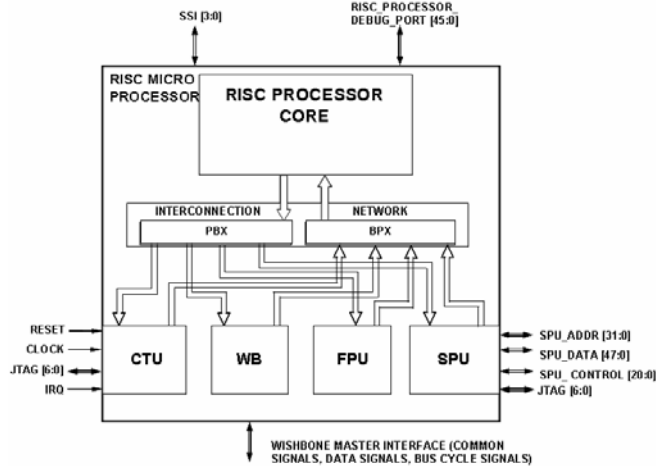 SSI [3:0]
RISC_PROCESSOR_
DEBUG_PORT [45:0]
RISC MICRO
PROCESSOR
RISC PROCESSOR
CORE
INTERCONNECTION
NETWORK
PBX
BPX
RESET
CLOCK
JTAG [6:0]
IRQ
CTU
WB
FPU
SPU
SPU_ADDR [31:0]
SPU_DATA [47:0]
SPU_ CONTROL [20:0]
JTAG [6:0]
WISHBONE MASTER INTERFACE (COMMON
SIGNALS, DATA SIGNALS, BUS CYCLE SIGNALS)